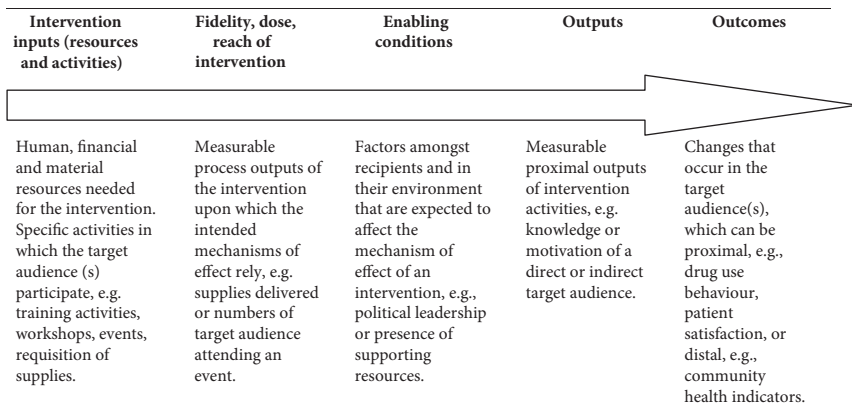 Intervention
inputs (resources
and activities)
Fidelity, dose,
reach of
intervention
Enabling
conditions
Outputs
Outcomes
Human, financial
and material
resources needed
for the intervention.
Specific activities in
which the target
audience (s)
participate, e.g.
training activities,
workshops, events,
requisition of
supplies.
Measurable
process outputs of
the intervention
upon which the
intended
mechanisms of
effect rely, e.g.
supplies delivered
or numbers of
target audience
attending an
event.
Factors amongst
recipients and in
their environment
that are expected to
affect the
mechanism of
effect of an
intervention, e.g.,
political leadership
or presence of
supporting
resources.
Measurable
proximal outputs
of intervention
activities, e.g.
knowledge or
motivation of a
direct or indirect
target audience.
Changes that
occur in the
target
audience(s),
which can be
proximal, e.g.,
drug use
behaviour,
patient
satisfaction, or
distal, e.g.,
community
health indicators.